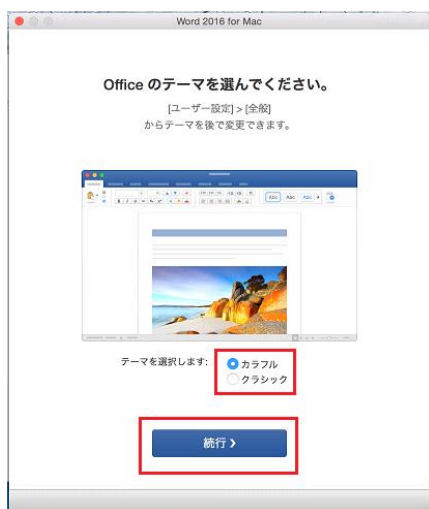 Word 2016 for Mac
Office のテーマを選んでください。
[ユーザー設定] > [全般]
からテーマを後で変更できます。
Abc Abc Abc
テーマを選択します: カラフル
クラシック
続行 ❯